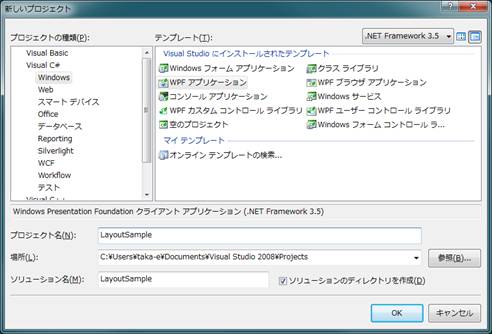 新しいプロジェクト
プロジェクトの種類(P):
テンプレート(T):
.NET Framework 3.5
Visual Basic
Visual C#
Windows
Web
スマート デバイス
Office
データベース
Reporting
Silverlight
WCF
Workflow
テスト
Visual C++
Visual Studio にインストールされたテンプレート
Windows フォーム アプリケーション
クラス ライブラリ
WPF アプリケーション
WPF ブラウザ アプリケーション
コンソール アプリケーション
Windows サービス
WPF カスタム コントロール ライブラリ
WPF ユーザー コントロール ライブラリ
空のプロジェクト
Windows フォーム コントロール ラ...
マイ テンプレート
オンライン テンプレートの検索...
Windows Presentation Foundation クライアント アプリケーション (.NET Framework 3.5)
プロジェクト名(N):
LayoutSample
場所(L):
C:¥Users¥taka-e¥Documents¥Visual Studio 2008¥Projects
参照(B)...
ソリューション名(M):
LayoutSample
ソリューションのディレクトリを作成(D)
OK
キャンセル